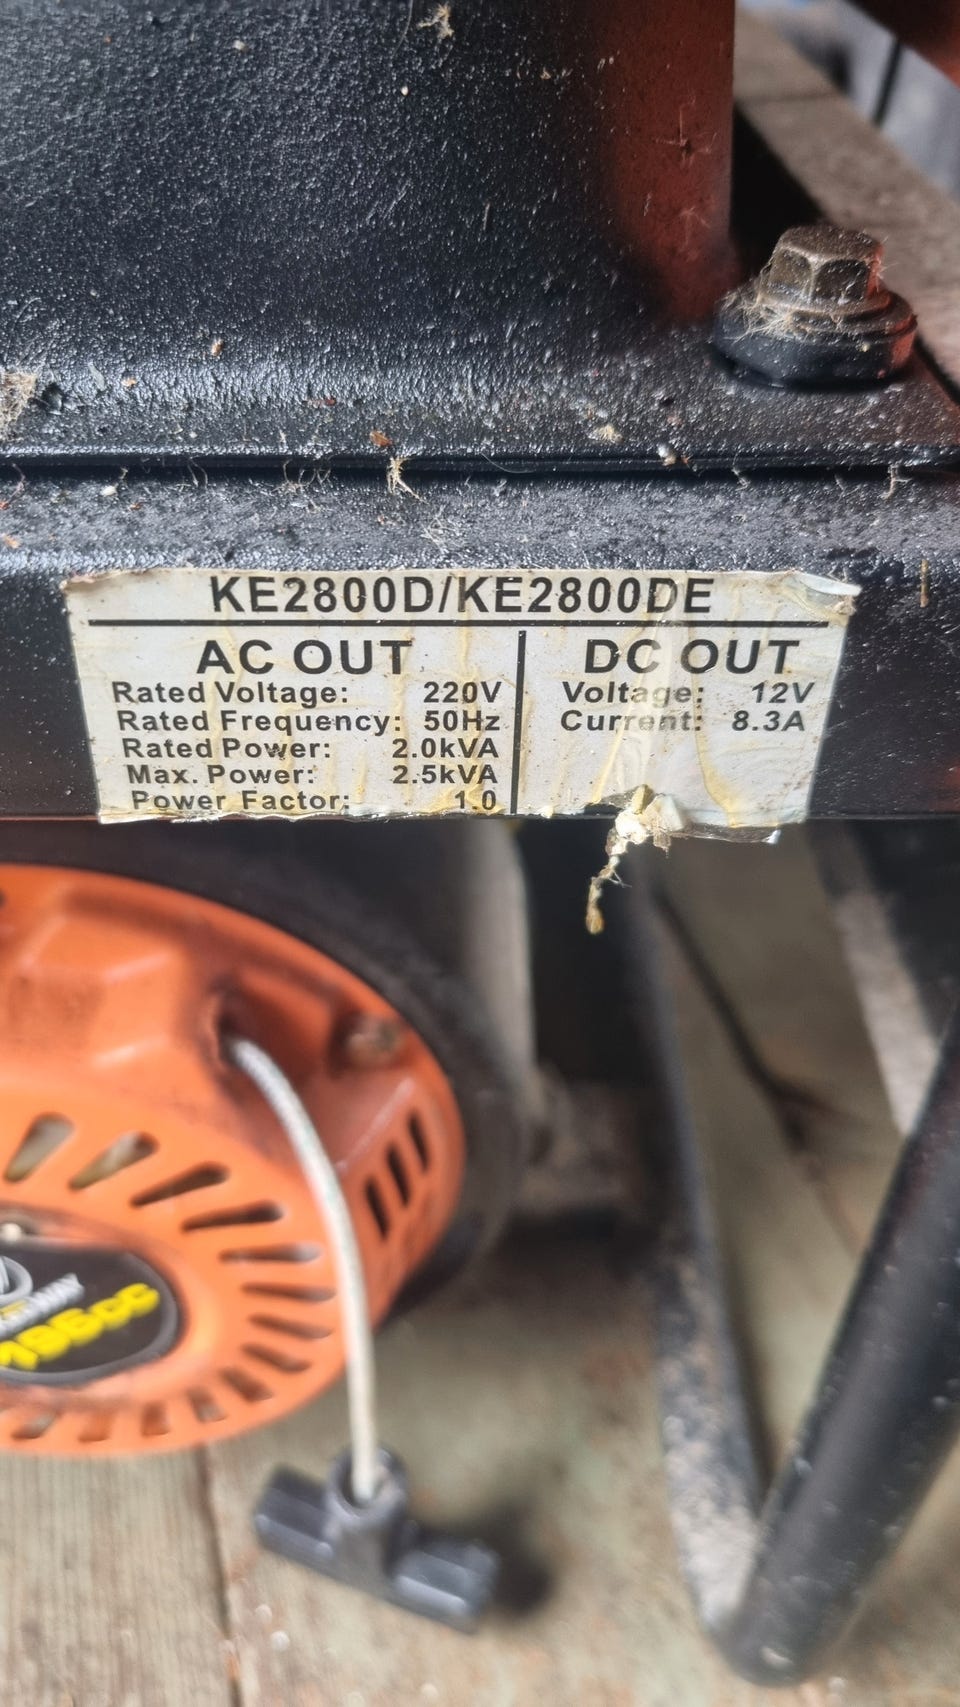 KE2800D/KE2800DE
AC OUT
Rated Voltage: 220V
Rated Frequency: 50Hz
Rated Power: 2.0kVA
Max. Power: 2.5kVA
Power Factor: 1.0
DC OUT
Voltage: 12V
Current: 8.3A
196cc